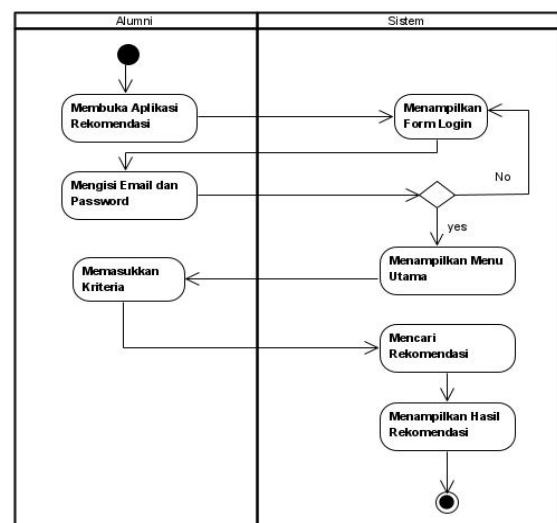 Alumni
Sistem
Membuka Aplikasi
Rekomendasi
Menampilkan
Form Login
Mengisi Email dan
Password
No
yes
Menampilkan Menu
Utama
Memasukkan
Kriteria
Mencari
Rekomendasi
Menampilkan Hasil
Rekomendasi